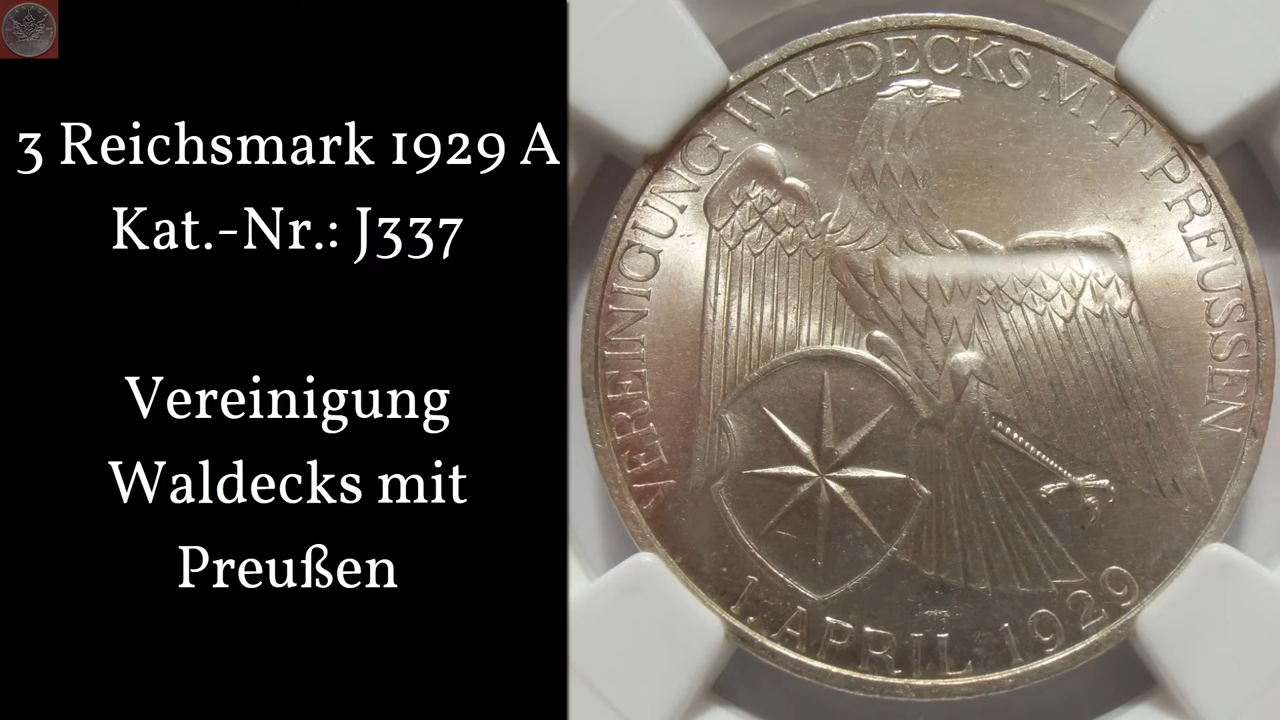 3 Reichsmark 1929 A
Kat.-Nr.: J337
Vereinigung
Waldecks mit
Preußen
VEREINIGUNG WALDECKS MIT PREUSSEN
1. APRIL 1929